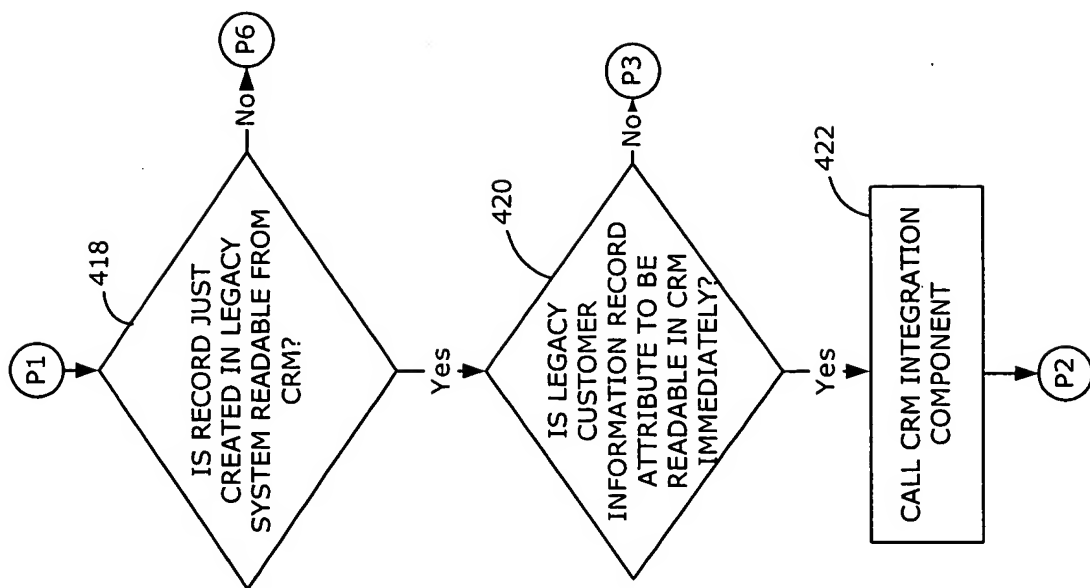 P1
418
IS RECORD JUST
CREATED IN LEGACY
SYSTEM READABLE FROM
CRM?
No
P6
Yes
420
IS LEGACY
CUSTOMER
INFORMATION RECORD
ATTRIBUTE TO BE
READABLE IN CRM
IMMEDIATELY?
No
P3
Yes
422
CALL CRM INTEGRATION
COMPONENT
P2